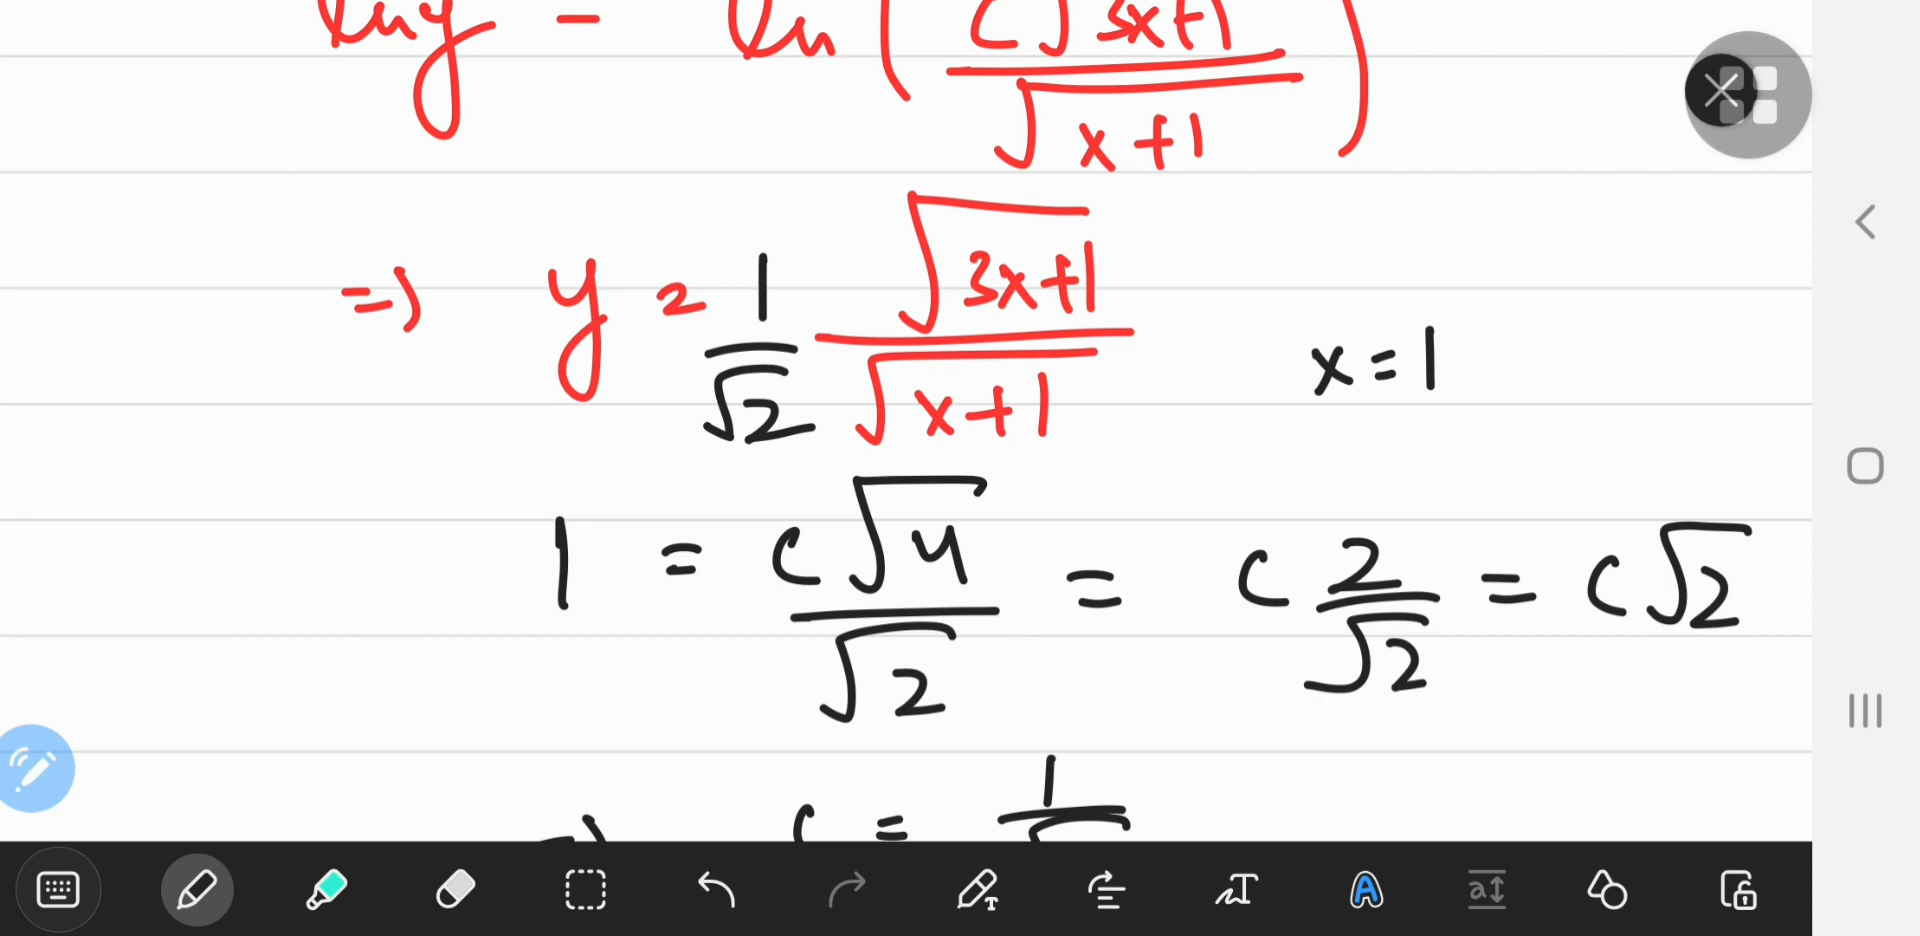 ln y = ln ( C√3x+1 / √x+1 )
=> y = 1/√2 √3x+1 / √x+1
x = 1
1 = C√4 / √2 = C 2/√2 = C√2
=> C = 1/√